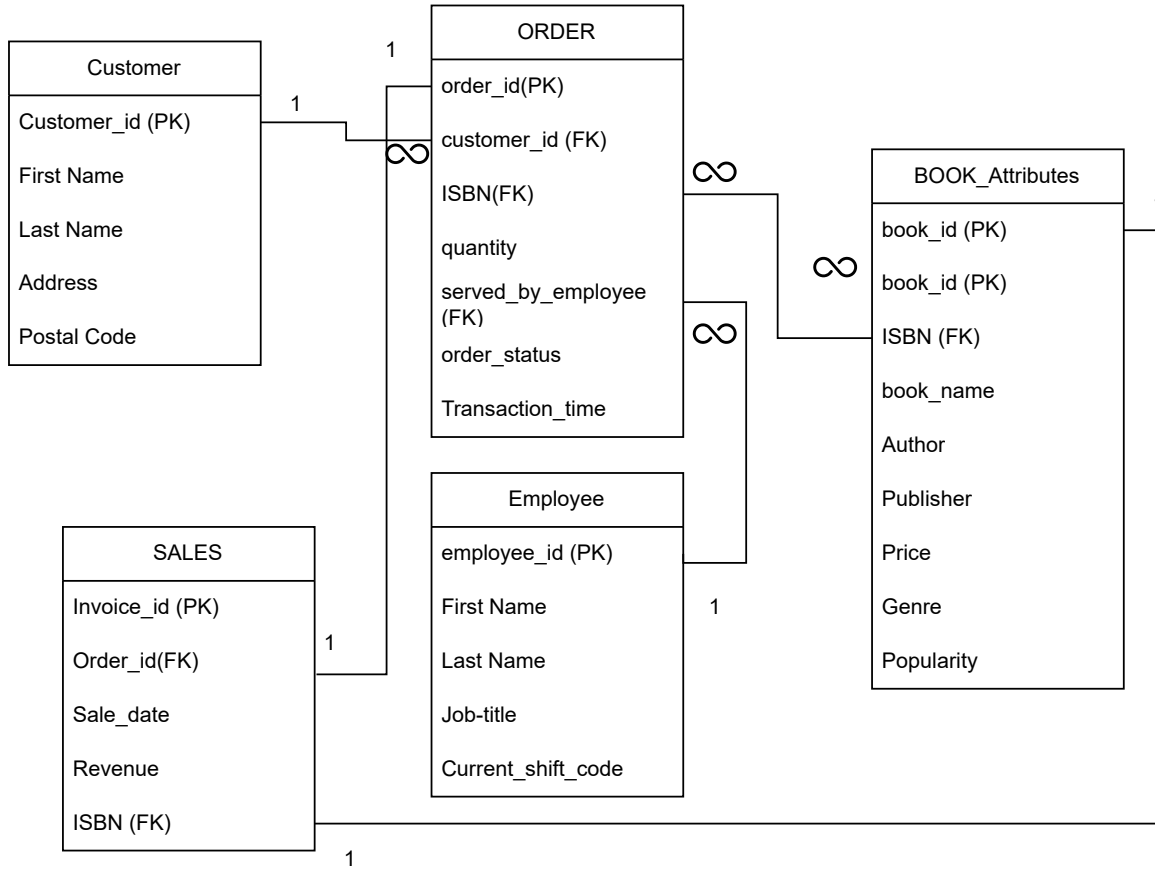 Customer
Customer_id (PK)
First Name
Last Name
Address
Postal Code
1
1
ORDER
order_id(PK)
customer_id (FK)
ISBN(FK)
quantity
served_by_employee
(FK)
order_status
Transaction_time
∞
∞
∞
∞
BOOK_Attributes
book_id (PK)
book_id (PK)
ISBN (FK)
book_name
Author
Publisher
Price
Genre
Popularity
Employee
employee_id (PK)
First Name
Last Name
Job-title
Current_shift_code
1
SALES
Invoice_id (PK)
Order_id(FK)
Sale_date
Revenue
ISBN (FK)
1
1